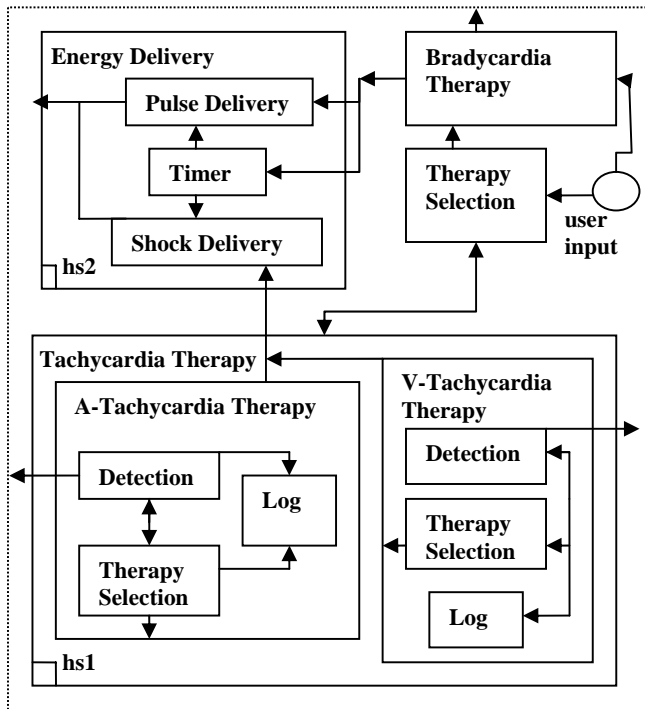 Energy Delivery
Pulse Delivery
Timer
Shock Delivery
hs2
Bradycardia
Therapy
Therapy
Selection
user
input
Tachycardia Therapy
A-Tachycardia Therapy
Detection
Log
Therapy
Selection
hs1
V-Tachycardia
Therapy
Detection
Therapy
Selection
Log